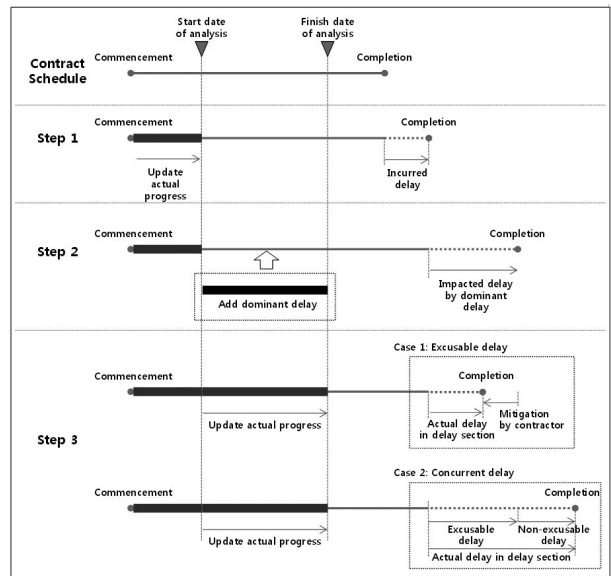 Start date
of analysis
Finish date
of analysis
Contract
Schedule
Commencement
Completion
Step 1
Commencement
Completion
Update
actual
progress
Incurred
delay
Step 2
Commencement
Completion
Add dominant delay
Impacted delay
by dominant
delay
Step 3
Case 1: Excusable delay
Commencement
Completion
Update actual progress
Actual delay
in delay section
Mitigation
by contractor
Case 2: Concurrent delay
Commencement
Completion
Update actual progress
Excusable
delay
Non-excusable
delay
Actual delay in delay section